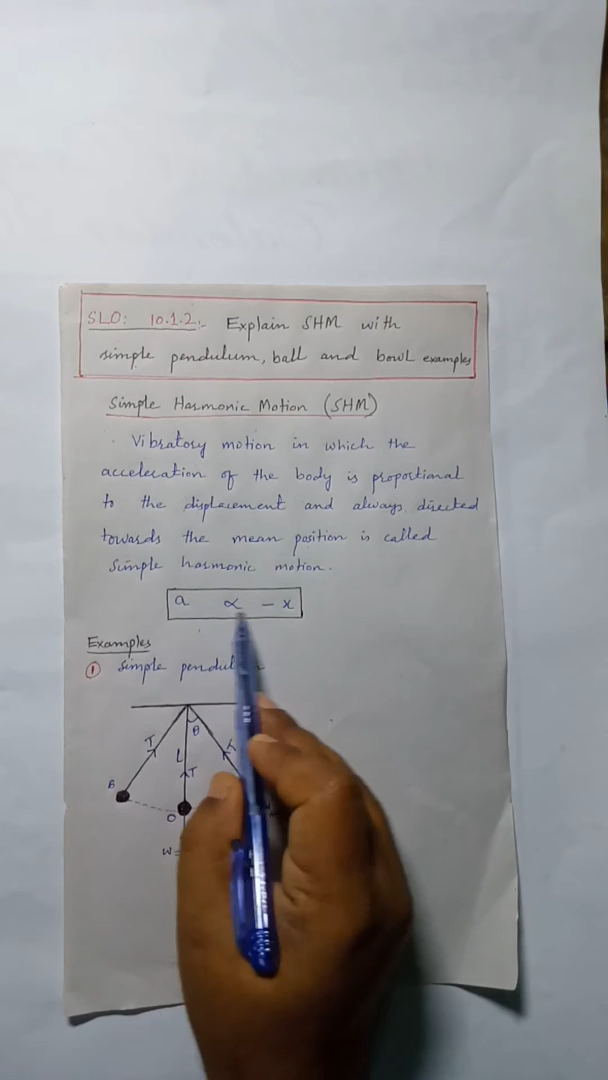 SLO: 10.1.2:- Explain SHM with
simple pendulum, ball and bowl examples
Simple Harmonic Motion (SHM)
Vibratory motion in which the
acceleration of the body is proportional
to the displacement and always directed
towards the mean position is called
simple harmonic motion.
a ∝ - x
Examples
① Simple
θ
T
L
T
T
B
O
W=